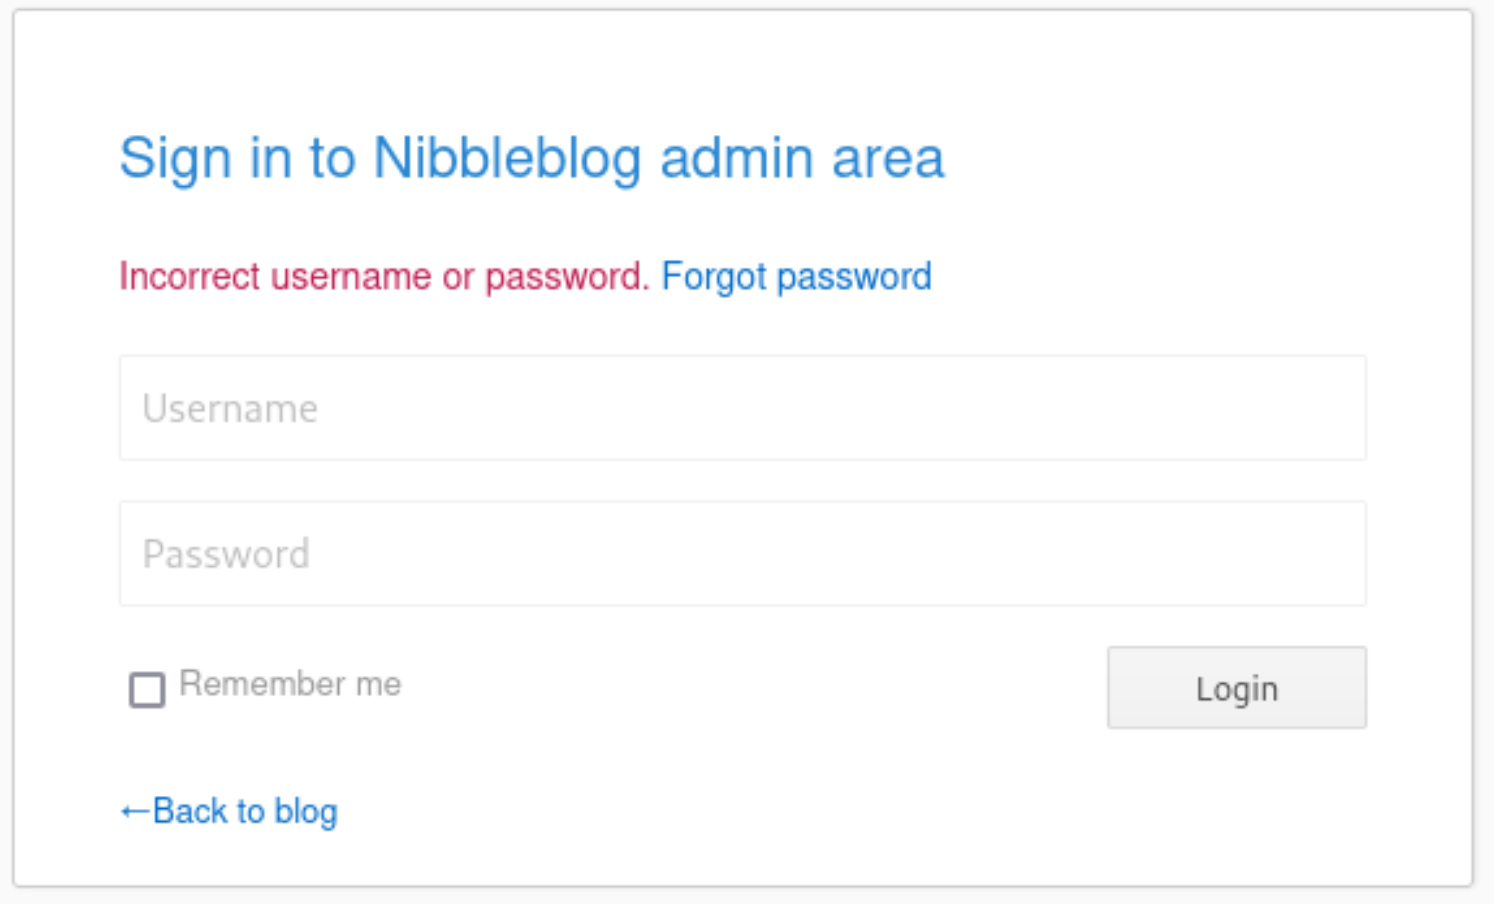 Sign in to Nibbleblog admin area
Incorrect username or password. Forgot password
Username
Password
Remember me
Login
←Back to blog